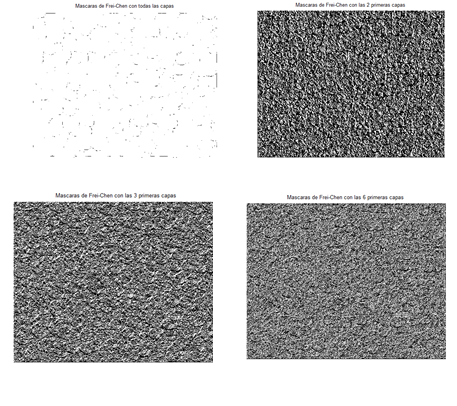 Mascaras de Frei-Chen con todas las capas
Mascaras de Frei-Chen con las 2 primeras capas
Mascaras de Frei-Chen con las 3 primeras capas
Mascaras de Frei-Chen con las 6 primeras capas